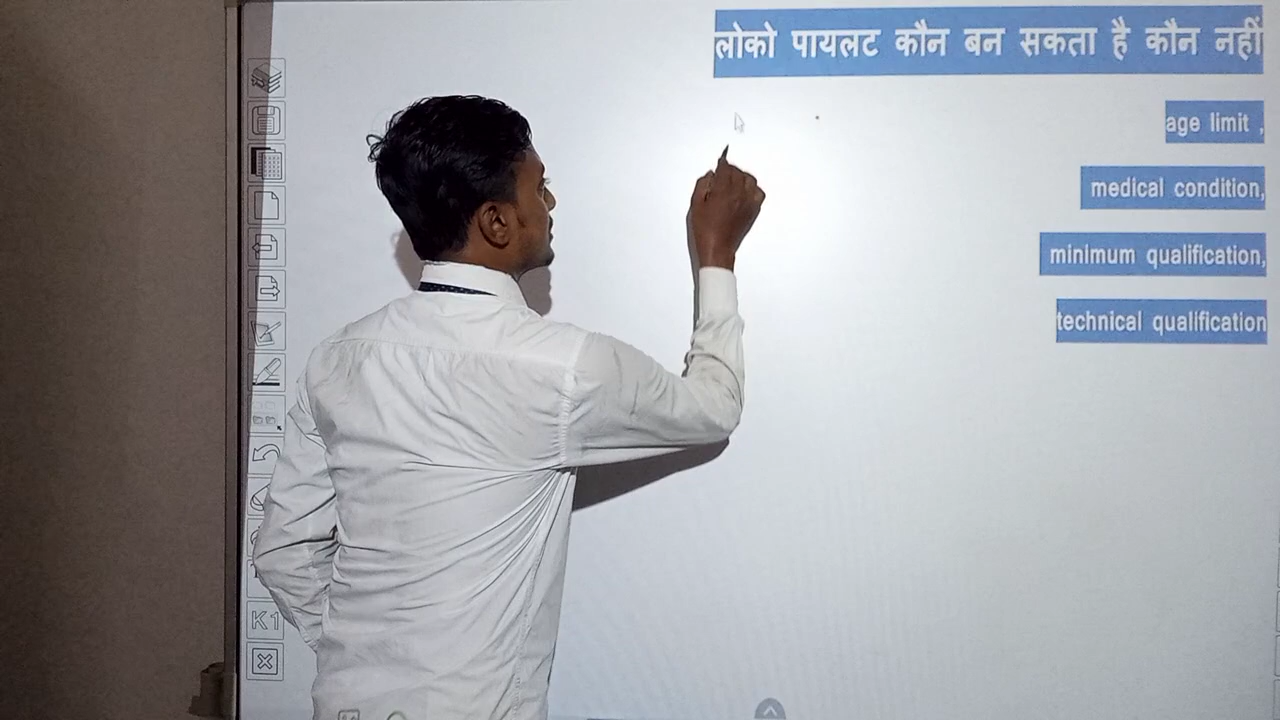 लोको पायलट कौन बन सकता है कौन नहीं
age limit ,
medical condition,
minimum qualification,
technical qualification
K1